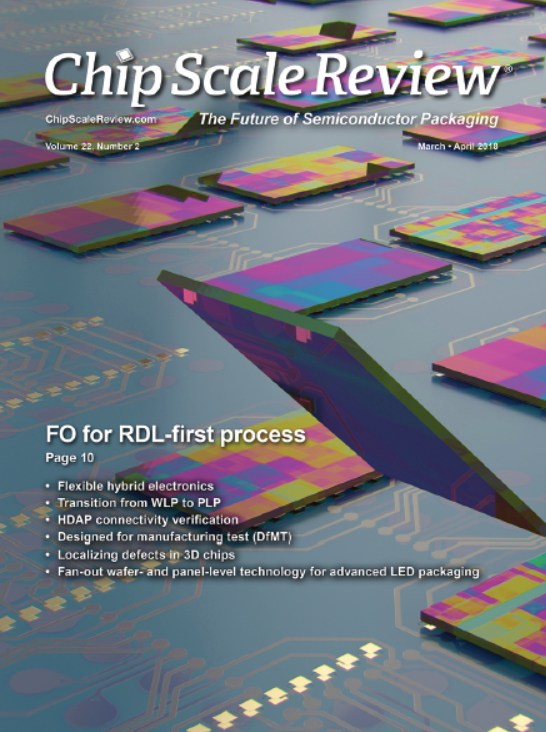 Chip Scale Review®
ChipScaleReview.com
The Future of Semiconductor Packaging
Volume 22, Number 2
March • April 2018
FO for RDL-first process
Page 10
• Flexible hybrid electronics
• Transition from WLP to PLP
• HDAP connectivity verification
• Designed for manufacturing test (DfMT)
• Localizing defects in 3D chips
• Fan-out wafer- and panel-level technology for advanced LED packaging